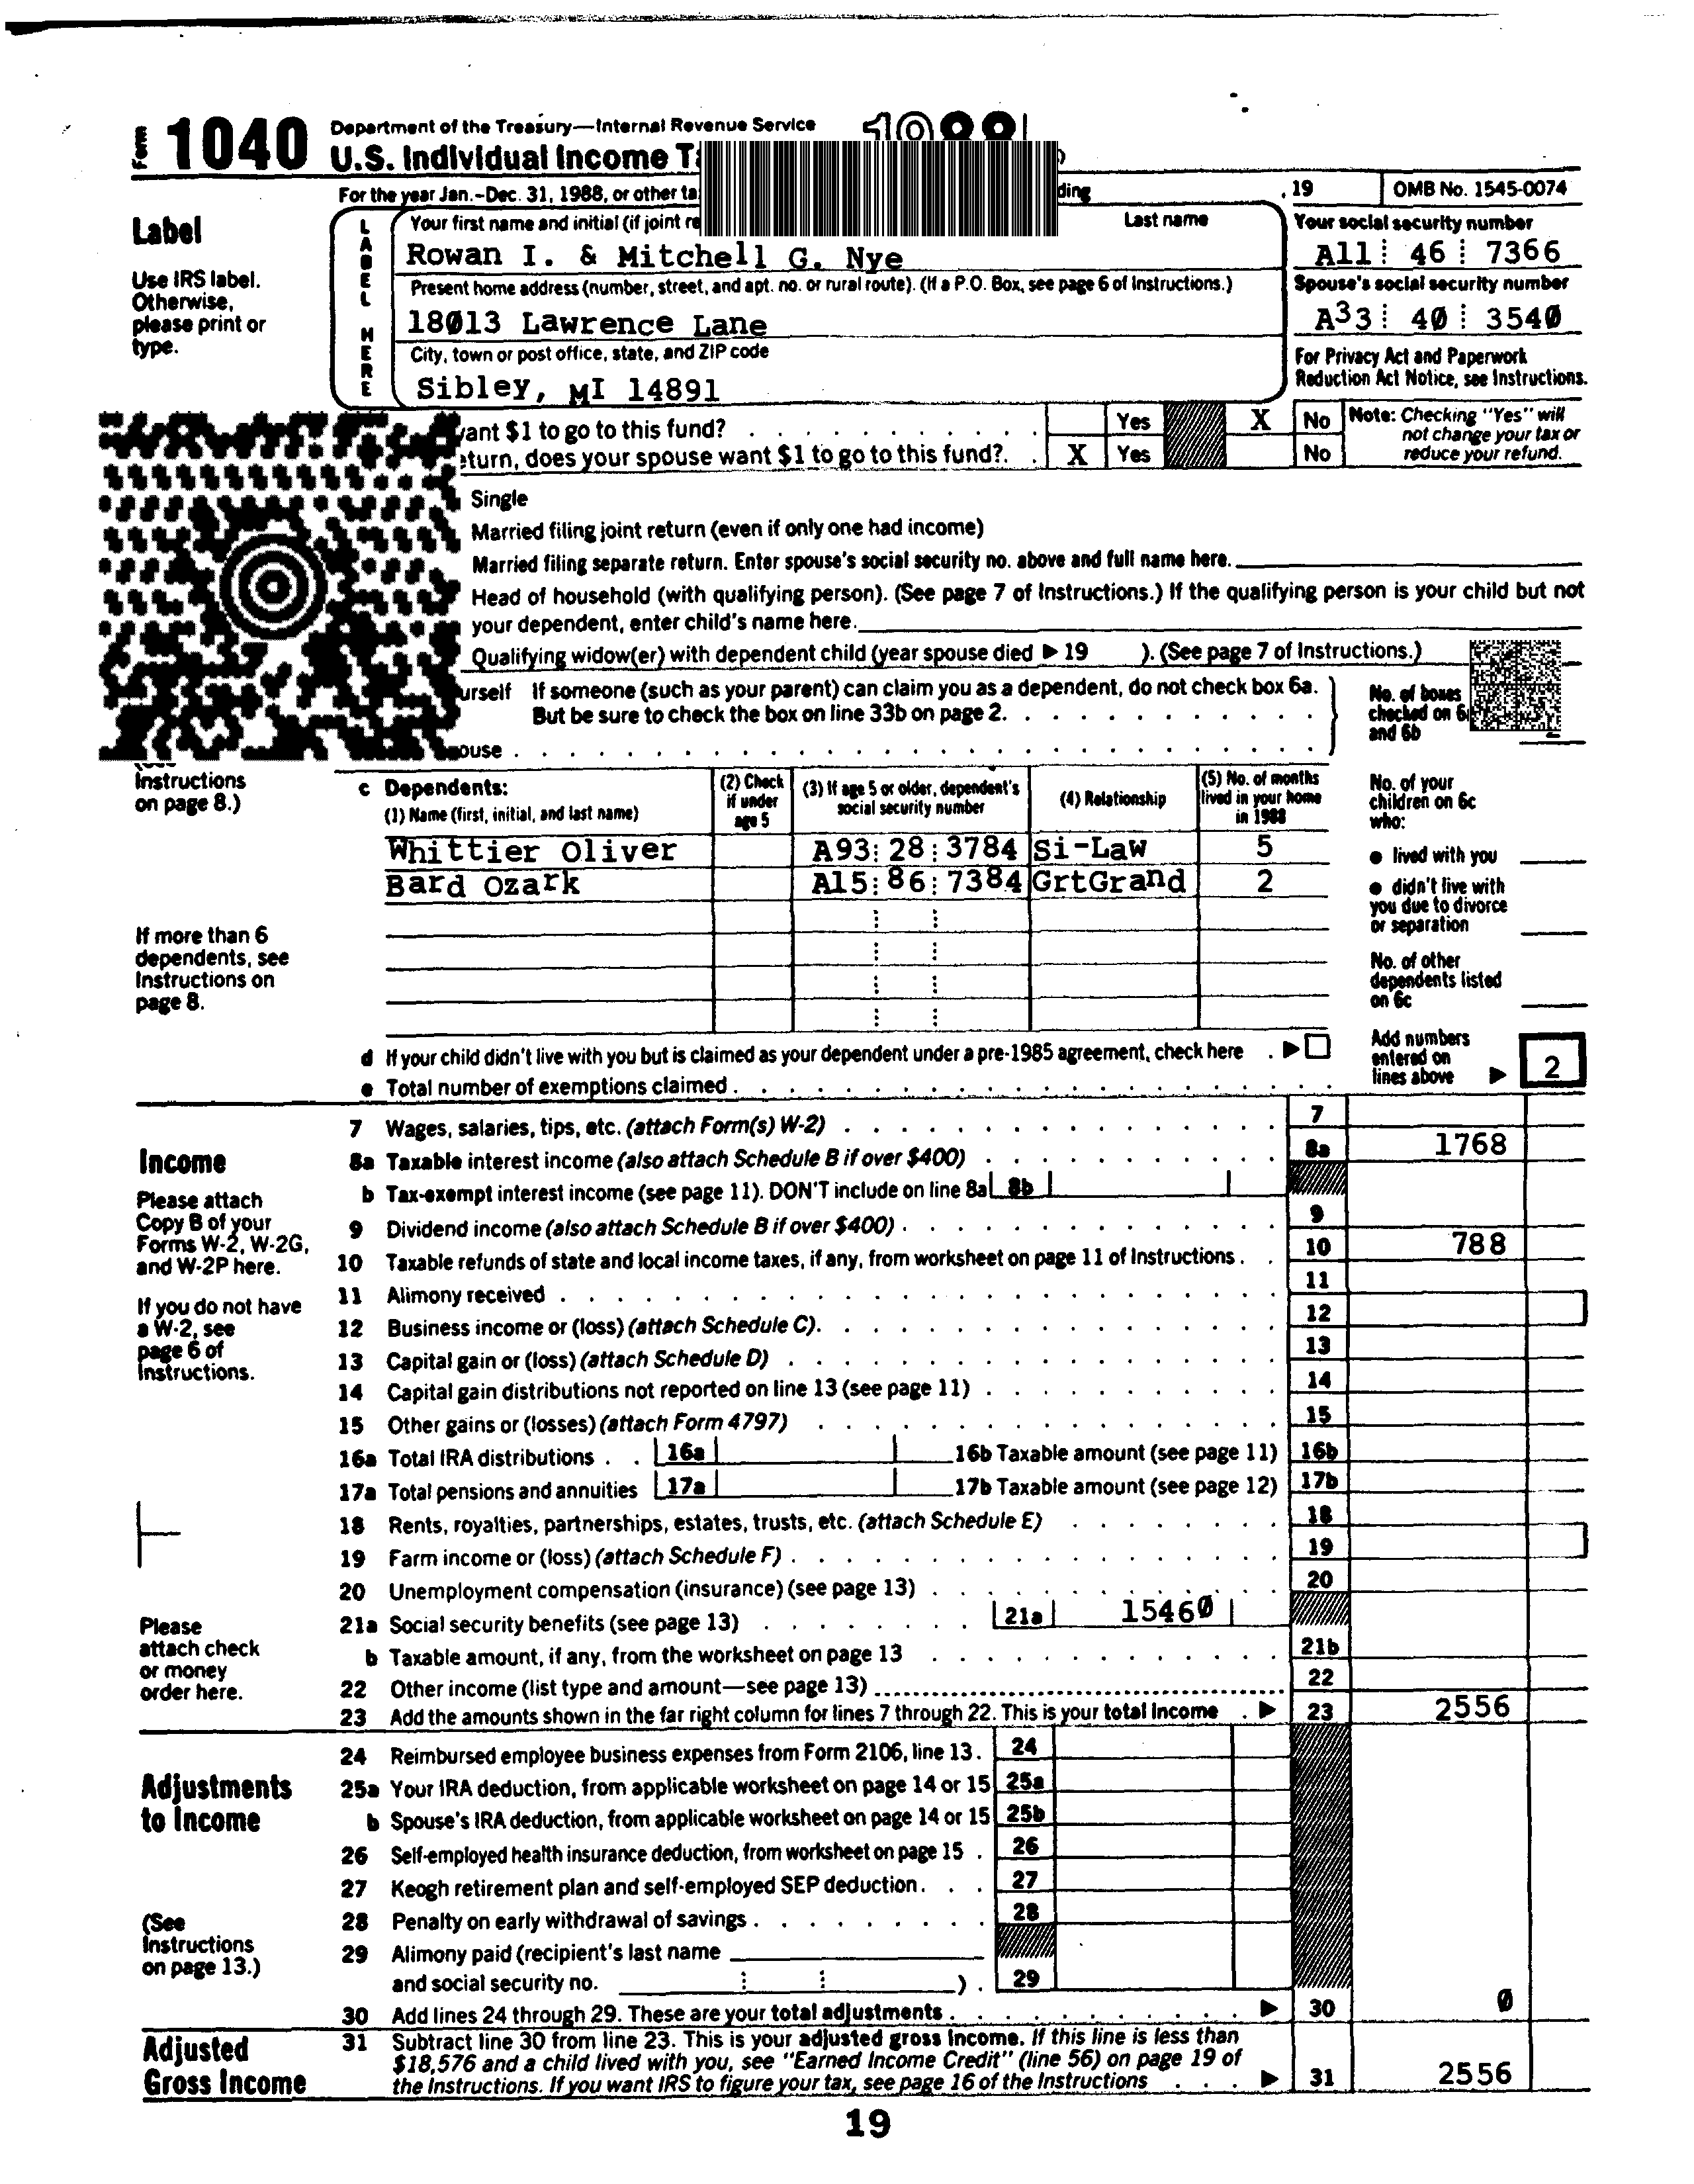 Form 1040 Department of the Treasury—Internal Revenue Service
U.S. Individual Income
For the year Jan.-Dec. 31, 1988, or other , 19 OMB No. 1545-0074
Label
Use IRS label.
Otherwise,
please print or
type.
LABEL HERE
Your first name and initial (if joint Last name
Rowan I. & Mitchell G. Nye
Your social security number
A11 46 7366
Present home address (number, street, and apt. no. or rural route). (If a P.O. Box, see page 6 of Instructions.)
18013 Lawrence Lane
Spouse's social security number
A33 40 3540
City, town or post office, state, and ZIP code
Sibley, MI 14891
For Privacy Act and Paperwork
Reduction Act Notice, see Instructions.
want $1 to go to this fund? Yes X No
return, does your spouse want $1 to go to this fund? X Yes No
Note: Checking "Yes" will
not change your tax or
reduce your refund.
Single
Married filing joint return (even if only one had income)
Married filing separate return. Enter spouse's social security no. above and full name here.
Head of household (with qualifying person). (See page 7 of Instructions.) If the qualifying person is your child but not
your dependent, enter child's name here.
Qualifying widow(er) with dependent child (year spouse died ▶ 19 ). (See page 7 of Instructions.)
If someone (such as your parent) can claim you as a dependent, do not check box 6a.
But be sure to check the box on line 33b on page 2.
No. of boxes
checked on
and 6b
Instructions
on page 8.)
c Dependents:
(1) Name (first, initial, and last name)
(2) Check
if under
age 5
(3) If age 5 or older, dependent's
social security number
(4) Relationship
(5) No. of months
lived in your home
in 1988
Whittier Oliver A93 28 3784 Si-Law 5
Bard Ozark A15 86 7384 GrtGrand 2
If more than 6
dependents, see
Instructions on
page 8.
No. of your
children on 6c
who:
● lived with you
● didn't live with
you due to divorce
or separation
No. of other
dependents listed
on 6c
d If your child didn't live with you but is claimed as your dependent under a pre-1985 agreement, check here ▶
e Total number of exemptions claimed
Add numbers
entered on
lines above ▶ 2
Income
Please attach
Copy B of your
Forms W-2, W-2G,
and W-2P here.
If you do not have
a W-2, see
page 6 of
Instructions.
7 Wages, salaries, tips, etc. (attach Form(s) W-2) 7
8a Taxable interest income (also attach Schedule B if over $400) 8a 1768
b Tax-exempt interest income (see page 11). DON'T include on line 8a 8b
9 Dividend income (also attach Schedule B if over $400) 9
10 Taxable refunds of state and local income taxes, if any, from worksheet on page 11 of Instructions 10 788
11 Alimony received 11
12 Business income or (loss) (attach Schedule C) 12
13 Capital gain or (loss) (attach Schedule D) 13
14 Capital gain distributions not reported on line 13 (see page 11) 14
15 Other gains or (losses) (attach Form 4797) 15
16a Total IRA distributions 16a 16b Taxable amount (see page 11) 16b
17a Total pensions and annuities 17a 17b Taxable amount (see page 12) 17b
18 Rents, royalties, partnerships, estates, trusts, etc. (attach Schedule E) 18
19 Farm income or (loss) (attach Schedule F) 19
20 Unemployment compensation (insurance) (see page 13) 20
21a Social security benefits (see page 13) 21a 15460
b Taxable amount, if any, from the worksheet on page 13 21b
22 Other income (list type and amount—see page 13) 22
23 Add the amounts shown in the far right column for lines 7 through 22. This is your total income ▶ 23 2556
Please
attach check
or money
order here.
Adjustments
to Income
(See
Instructions
on page 13.)
24 Reimbursed employee business expenses from Form 2106, line 13 24
25a Your IRA deduction, from applicable worksheet on page 14 or 15 25a
b Spouse's IRA deduction, from applicable worksheet on page 14 or 15 25b
26 Self-employed health insurance deduction, from worksheet on page 15 26
27 Keogh retirement plan and self-employed SEP deduction 27
28 Penalty on early withdrawal of savings 28
29 Alimony paid (recipient's last name
and social security no. ) 29
30 Add lines 24 through 29. These are your total adjustments ▶ 30 0
Adjusted
Gross Income
31 Subtract line 30 from line 23. This is your adjusted gross income. If this line is less than
$18,576 and a child lived with you, see "Earned Income Credit" (line 56) on page 19 of
the Instructions. If you want IRS to figure your tax, see page 16 of the Instructions ▶ 31 2556
19